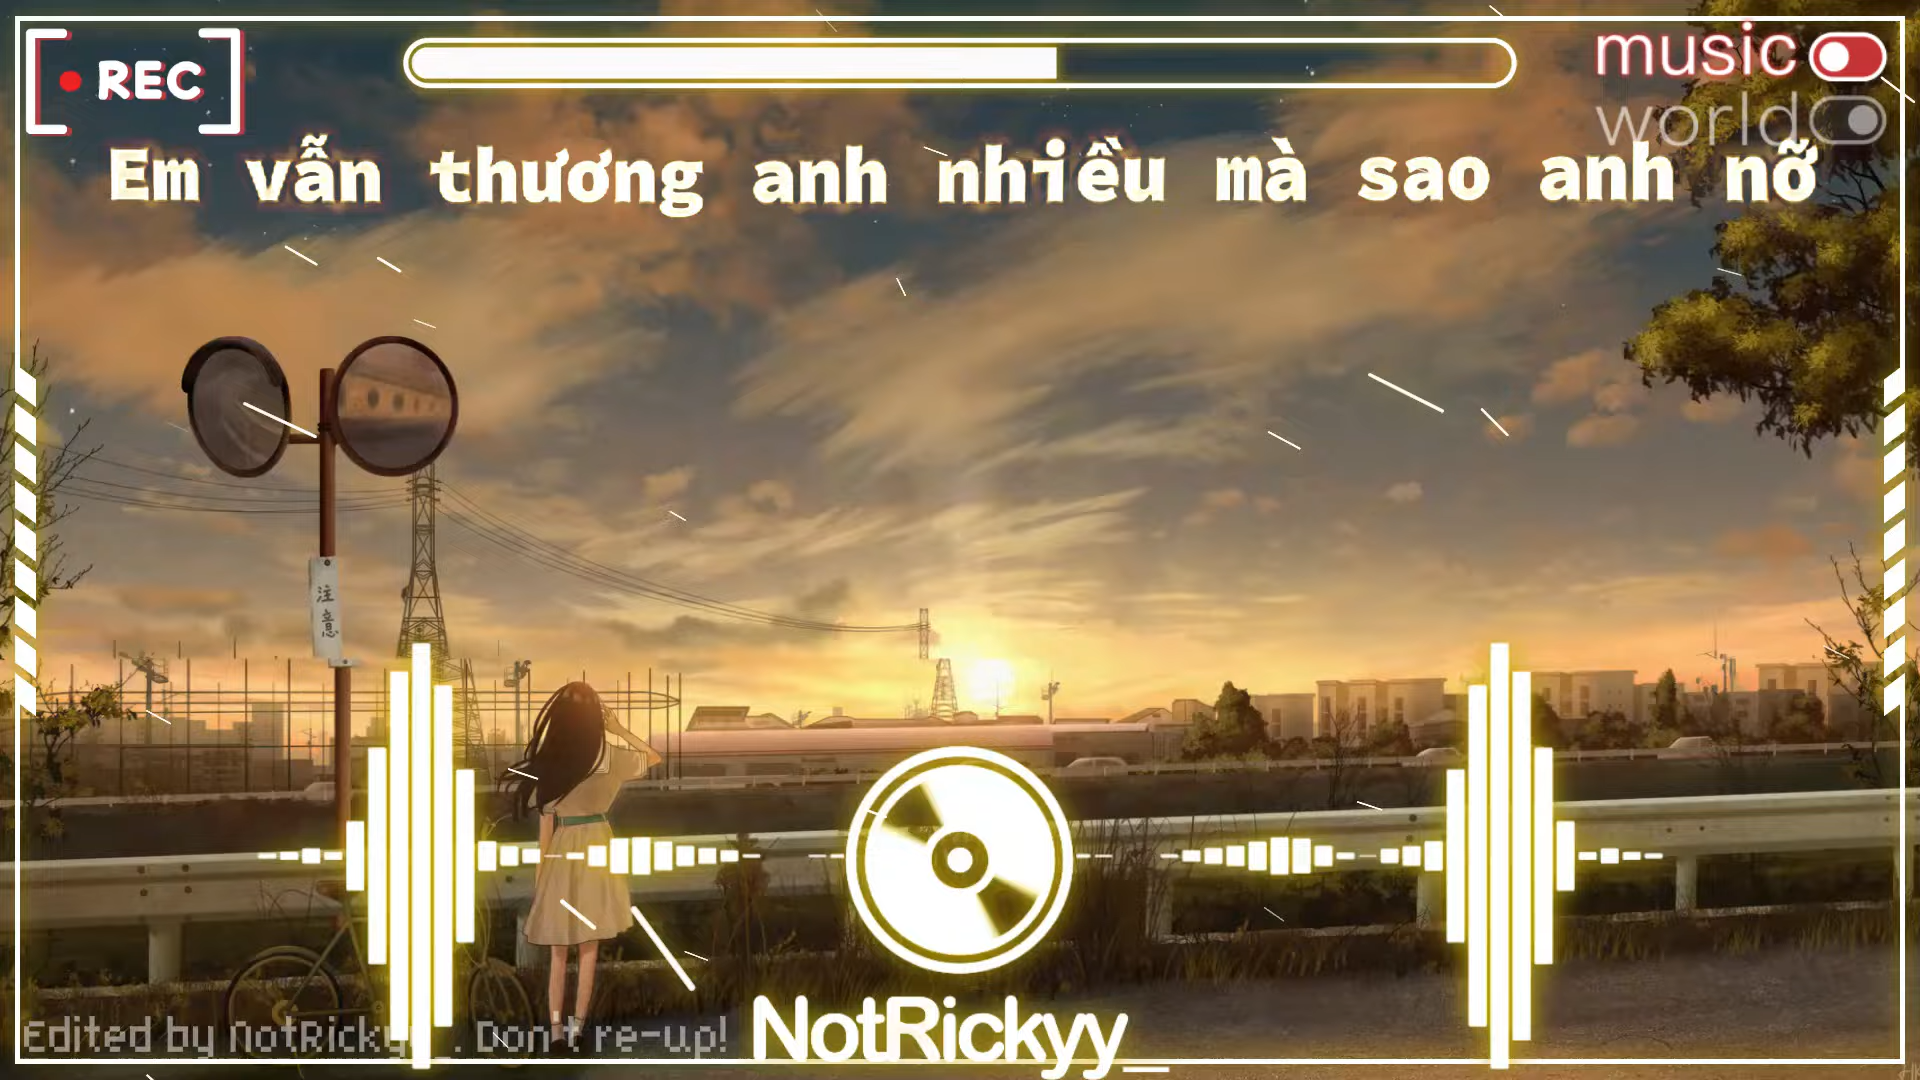 REC
music
world
Em vẫn thương anh nhiều mà sao anh nỡ
注意
NotRickyy_
Edited by NotRickyy_. Don't re-up!